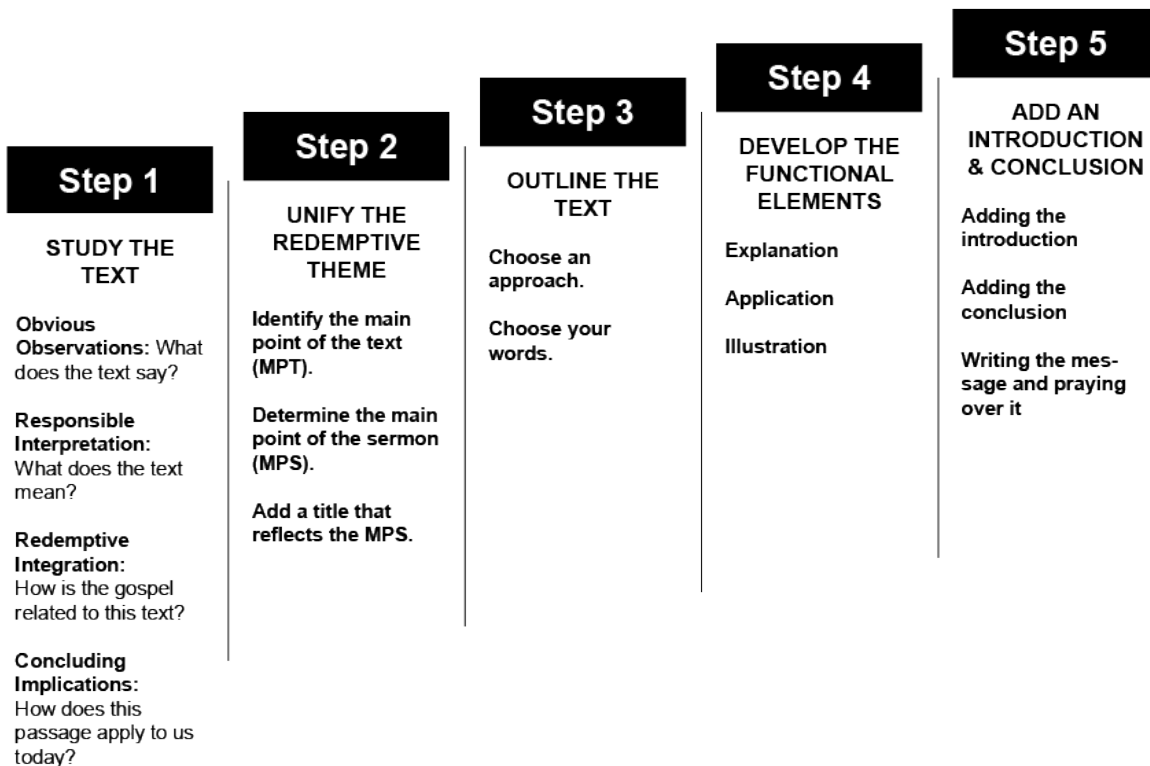 Step 1
STUDY THE
TEXT
Obvious
Observations: What
does the text say?
Responsible
Interpretation:
What does the text
mean?
Redemptive
Integration:
How is the gospel
related to this text?
Concluding
Implications:
How does this
passage apply to us
today?
Step 2
UNIFY THE
REDEMPTIVE
THEME
Identify the main
point of the text
(MPT).
Determine the main
point of the sermon
(MPS).
Add a title that
reflects the MPS.
Step 3
OUTLINE THE
TEXT
Choose an
approach.
Choose your
words.
Step 4
DEVELOP THE
FUNCTIONAL
ELEMENTS
Explanation
Application
Illustration
Step 5
ADD AN
INTRODUCTION
& CONCLUSION
Adding the
introduction
Adding the
conclusion
Writing the mes-
sage and praying
over it